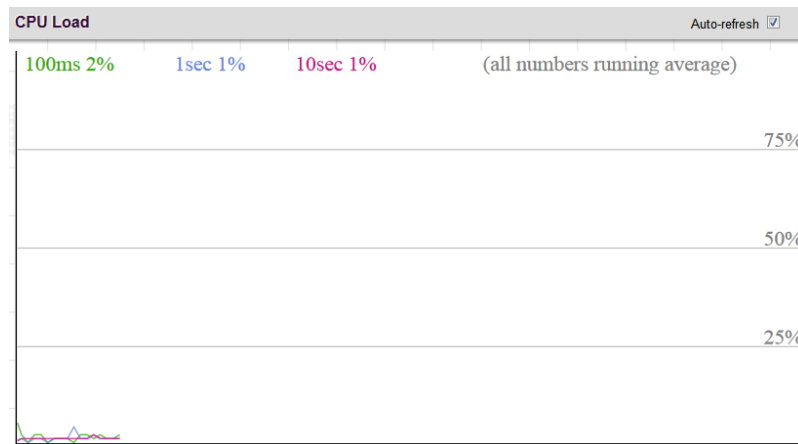 CPU Load Auto-refresh
100ms 2% 1sec 1% 10sec 1% (all numbers running average)
75%
50%
25%